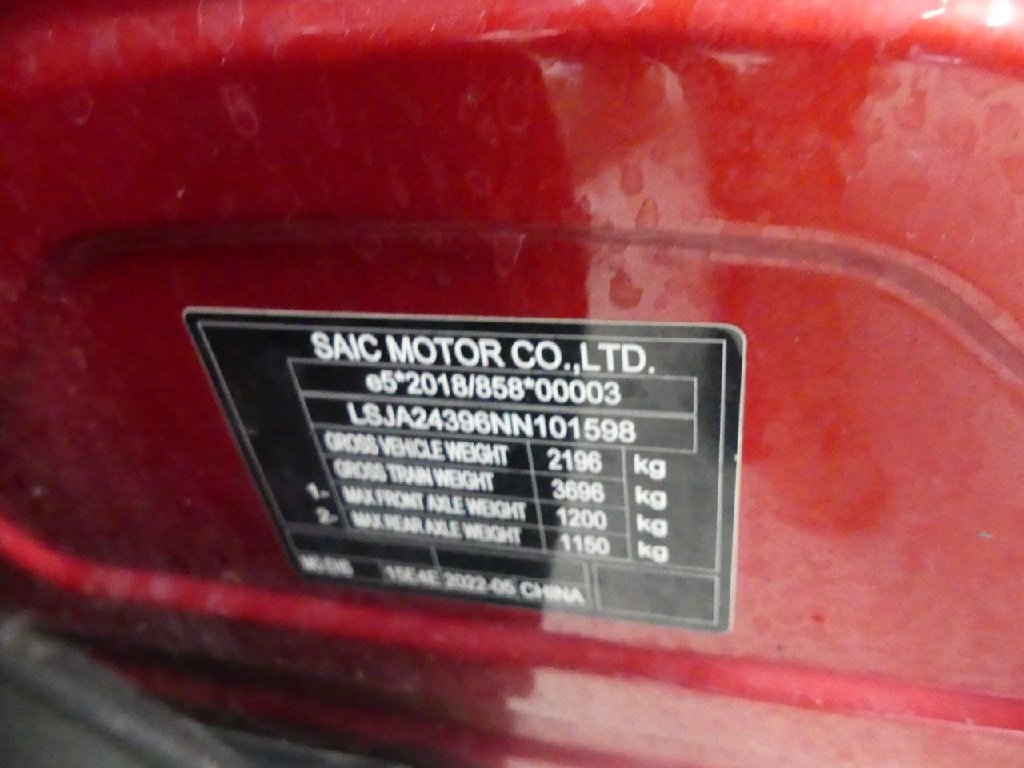 SAIC MOTOR CO.,LTD.
e5*2018/858*00003
LSJA24396NN101598
GROSS VEHICLE WEIGHT 2196 kg
GROSS TRAIN WEIGHT 3696 kg
1- MAX FRONT AXLE WEIGHT 1200 kg
2- MAX REAR AXLE WEIGHT 1150 kg
15E4E 2022-05 CHINA